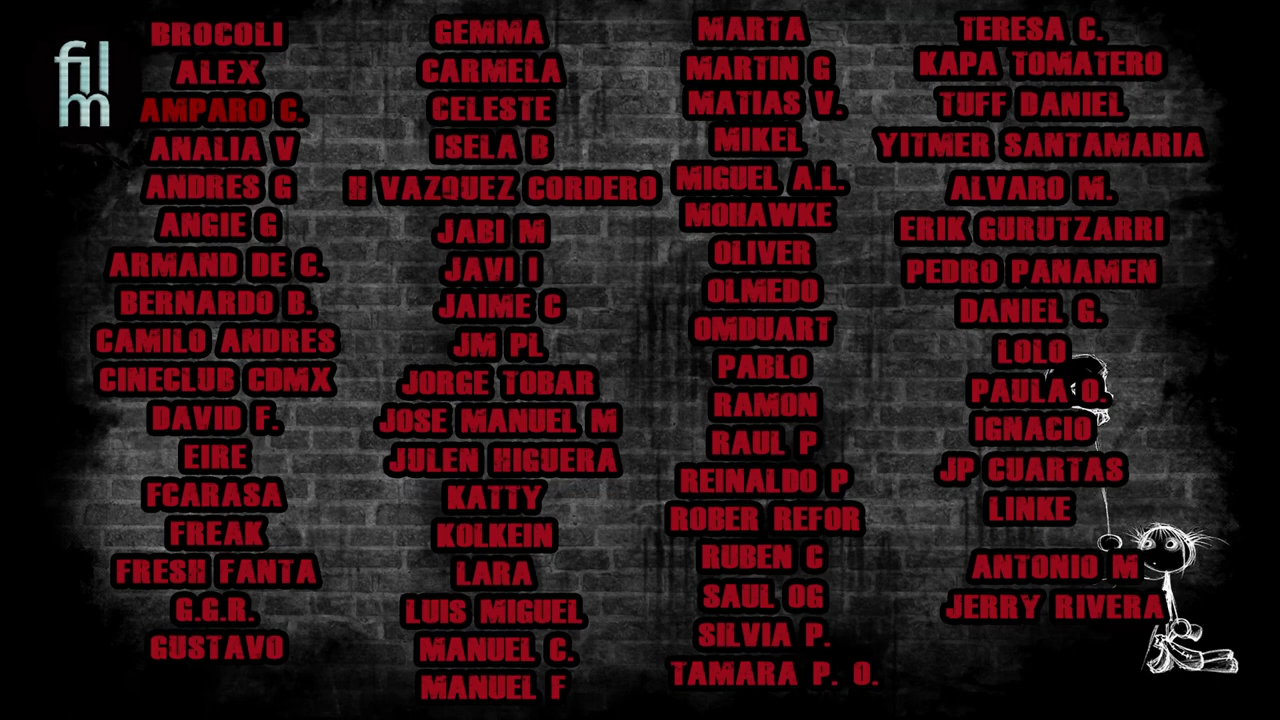 film
BROCOLI
ALEX
AMPARO C.
ANALIA V
ANDRES G
ANGIE G
ARMAND DE C.
BERNARDO B.
CAMILO ANDRES
CINECLUB CDMX
DAVID F.
EIRE
FCARASA
FREAK
FRESH FANTA
G.G.R.
GUSTAVO
GEMMA
CARMELA
CELESTE
ISELA B
H VAZQUEZ CORDERO
JABI M
JAVI I
JAIME C
JM PL
JORGE TOBAR
JOSE MANUEL M
JULEN HIGUERA
KATTY
KOLKEIN
LARA
LUIS MIGUEL
MANUEL C.
MANUEL F
MARTA
MARTIN G
MATIAS V.
MIKEL
MIGUEL A.L.
MOHAWKE
OLIVER
OLMEDO
OMDUART
PABLO
RAMON
RAUL P
REINALDO P
ROBER REFOR
RUBEN C
SAUL OG
SILVIA P.
TAMARA P. O.
TERESA C.
KAPA TOMATERO
TUFF DANIEL
YITMER SANTAMARIA
ALVARO M.
ERIK GURUTZARRI
PEDRO PANAMEN
DANIEL G.
LOLO
PAULA O.
IGNACIO
JP CUARTAS
LINKE
ANTONIO M
JERRY RIVERA